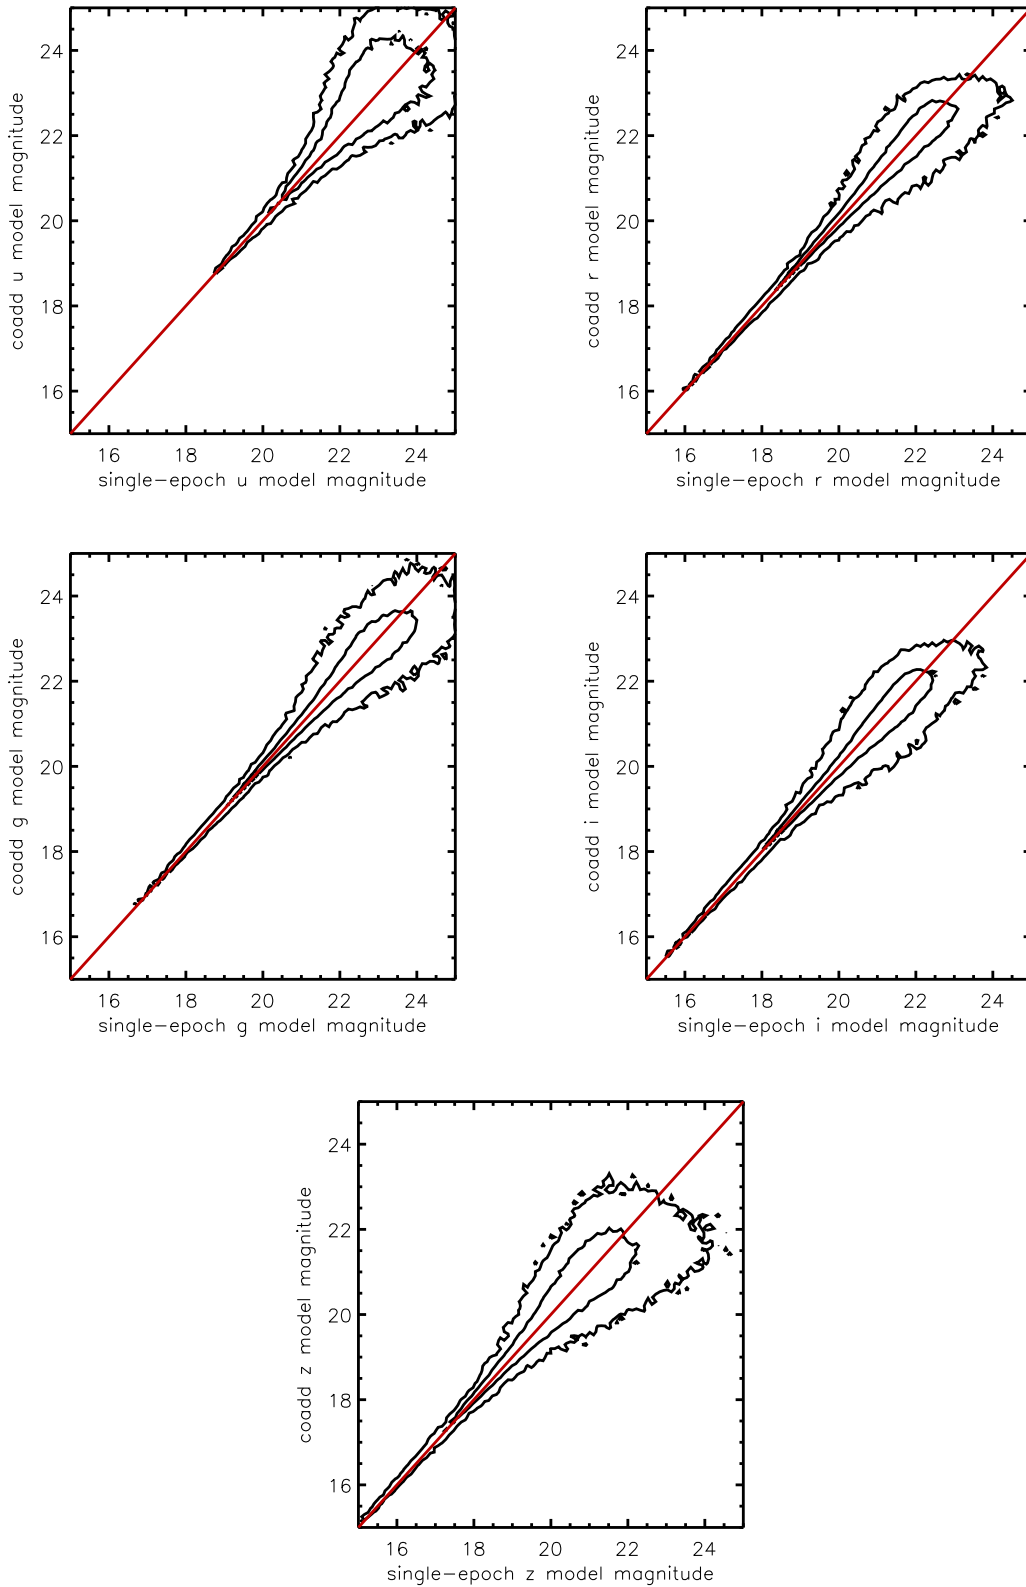 24
22
20
18
16
coadd u model magnitude
16 18 20 22 24
single-epoch u model magnitude
24
22
20
18
16
coadd r model magnitude
16 18 20 22 24
single-epoch r model magnitude
24
22
20
18
16
coadd g model magnitude
16 18 20 22 24
single-epoch g model magnitude
24
22
20
18
16
coadd i model magnitude
16 18 20 22 24
single-epoch i model magnitude
24
22
20
18
16
coadd z model magnitude
16 18 20 22 24
single-epoch z model magnitude